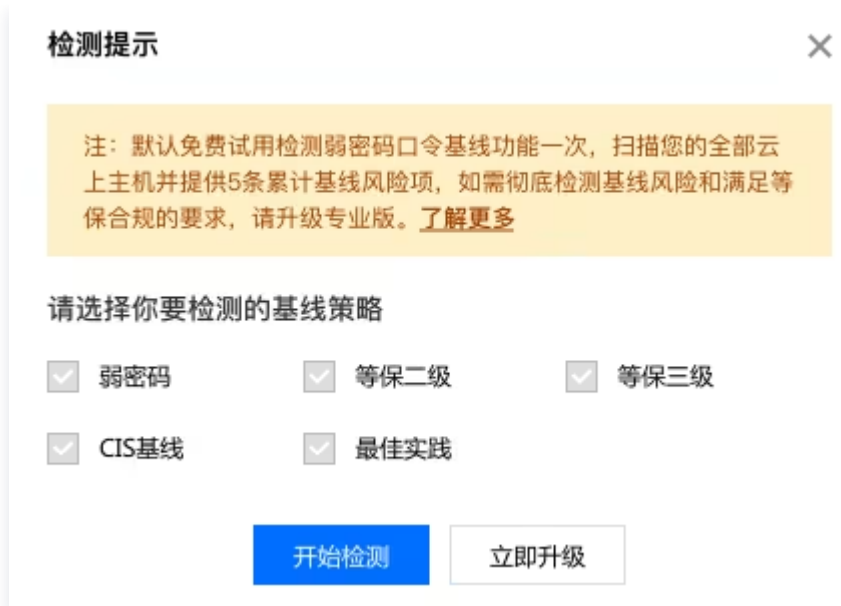 检测提示
注：默认免费试用检测弱密码口令基线功能一次，扫描您的全部云
上主机并提供5条累计基线风险项，如需彻底检测基线风险和满足等
保合规的要求，请升级专业版。了解更多
请选择你要检测的基线策略
弱密码 等保二级 等保三级
CIS基线 最佳实践
开始检测 立即升级